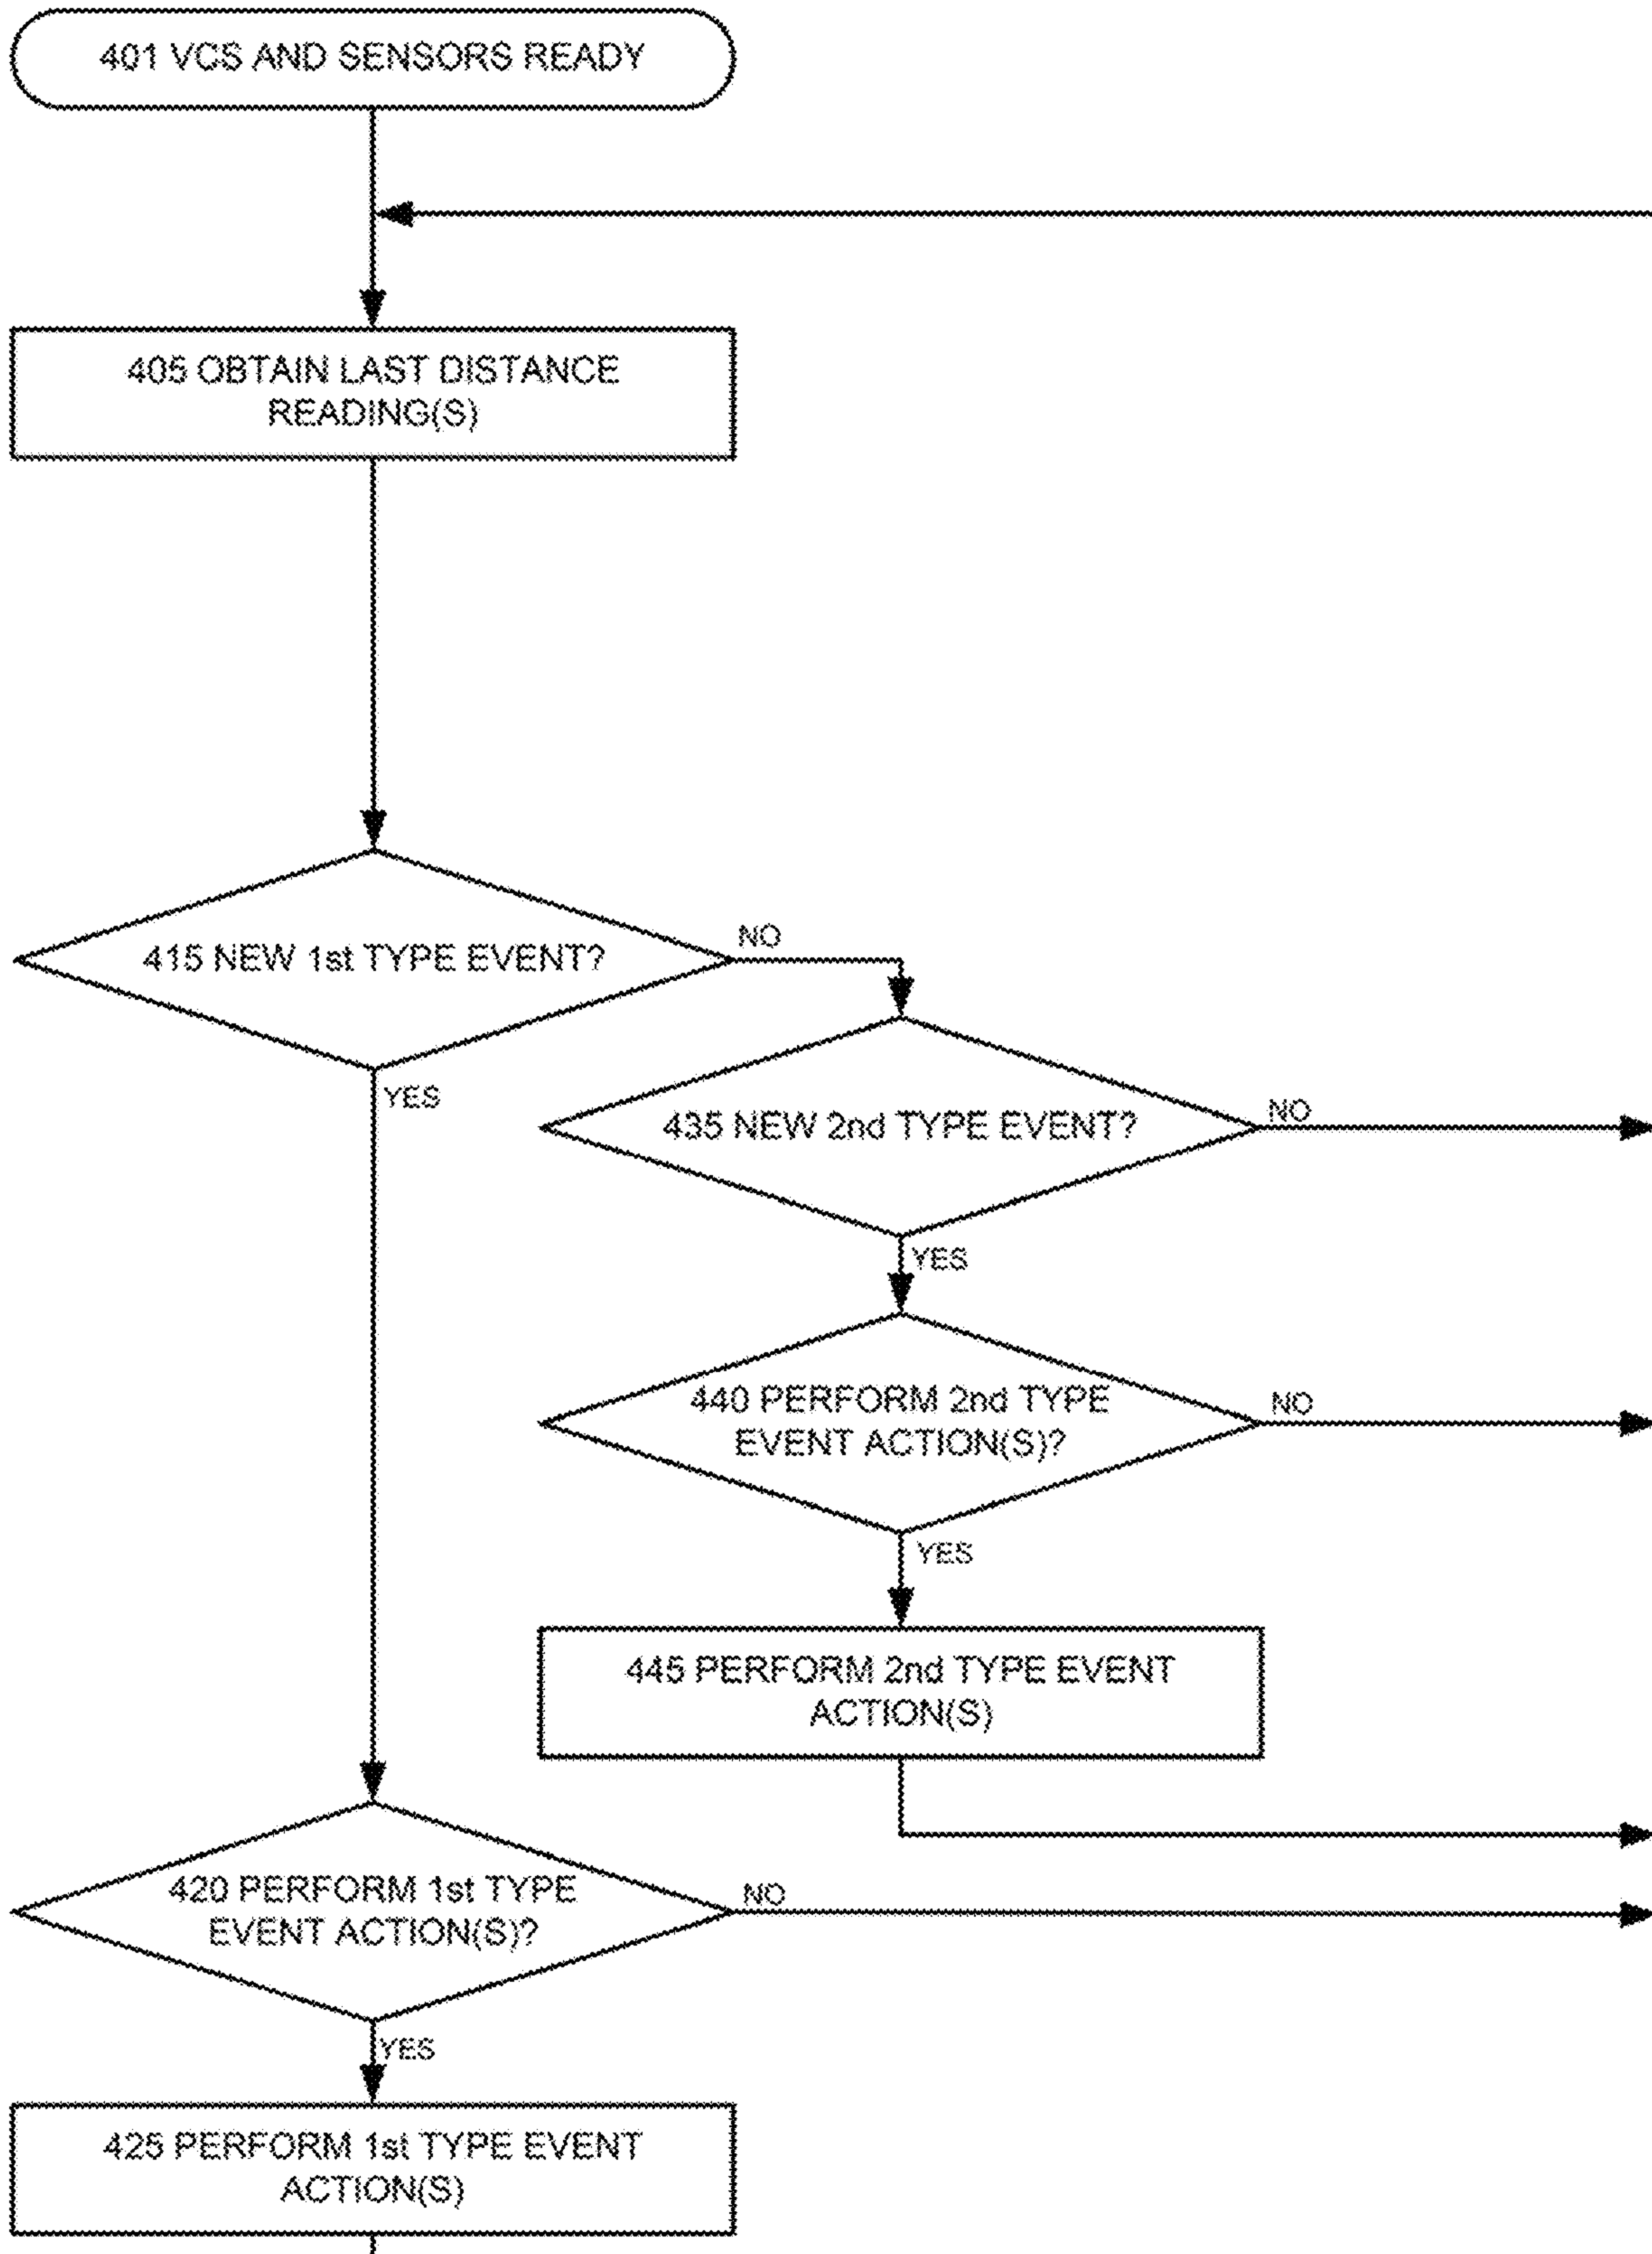 401 VCS AND SENSORS READY
405 OBTAIN LAST DISTANCE
READING(S)
415 NEW 1st TYPE EVENT?
NO
YES
435 NEW 2nd TYPE EVENT?
NO
YES
440 PERFORM 2nd TYPE
EVENT ACTION(S)?
NO
YES
445 PERFORM 2nd TYPE EVENT
ACTION(S)
420 PERFORM 1st TYPE
EVENT ACTION(S)?
NO
YES
425 PERFORM 1st TYPE EVENT
ACTION(S)